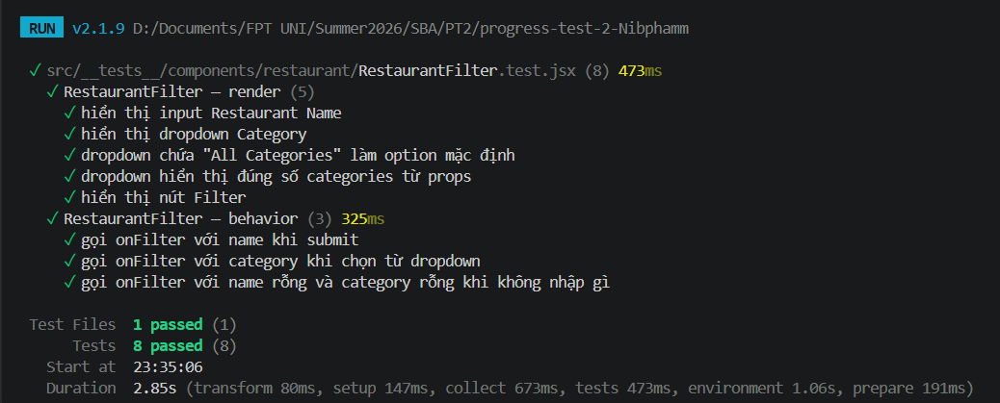 RUN v2.1.9 D:/Documents/FPT UNI/Summer2026/SBA/PT2/progress-test-2-Nibphamm
✓ src/__tests__/components/restaurant/RestaurantFilter.test.jsx (8) 473ms
✓ RestaurantFilter — render (5)
✓ hiển thị input Restaurant Name
✓ hiển thị dropdown Category
✓ dropdown chứa "All Categories" làm option mặc định
✓ dropdown hiển thị đúng số categories từ props
✓ hiển thị nút Filter
✓ RestaurantFilter — behavior (3) 325ms
✓ gọi onFilter với name khi submit
✓ gọi onFilter với category khi chọn từ dropdown
✓ gọi onFilter với name rỗng và category rỗng khi không nhập gì
Test Files 1 passed (1)
Tests 8 passed (8)
Start at 23:35:06
Duration 2.85s (transform 80ms, setup 147ms, collect 673ms, tests 473ms, environment 1.06s, prepare 191ms)